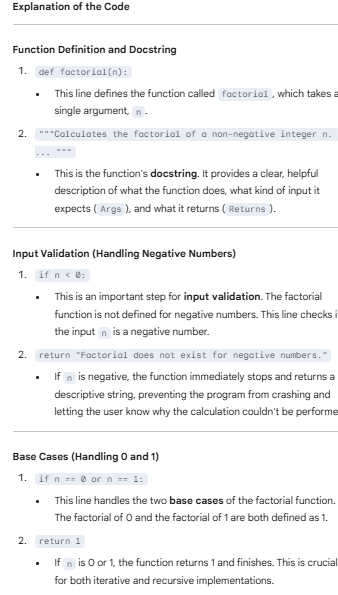 Explanation of the Code
Function Definition and Docstring
1. def factorial(n):
• This line defines the function called factorial, which takes a
single argument, n.
2. """Calculates the factorial of a non-negative integer n.
... """
• This is the function's docstring. It provides a clear, helpful
description of what the function does, what kind of input it
expects (Args), and what it returns (Returns).
Input Validation (Handling Negative Numbers)
1. if n < 0:
• This is an important step for input validation. The factorial
function is not defined for negative numbers. This line checks i
the input n is a negative number.
2. return "Factorial does not exist for negative numbers."
• If n is negative, the function immediately stops and returns a
descriptive string, preventing the program from crashing and
letting the user know why the calculation couldn't be performe
Base Cases (Handling 0 and 1)
1. if n == 0 or n == 1:
• This line handles the two base cases of the factorial function.
The factorial of 0 and the factorial of 1 are both defined as 1.
2. return 1
• If n is 0 or 1, the function returns 1 and finishes. This is crucial
for both iterative and recursive implementations.